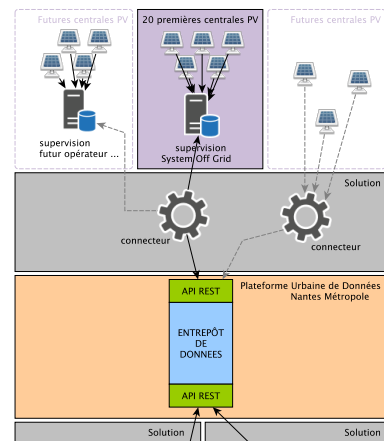 Futures centrales PV
20 premières centrales PV
Futures centrales PV
supervision
futur opérateur ...
supervision
System Off Grid
Solution
connecteur
connecteur
API REST
Plateforme Urbaine de Données
Nantes Métropole
ENTREPÔT
DE
DONNEES
API REST
Solution
Solution